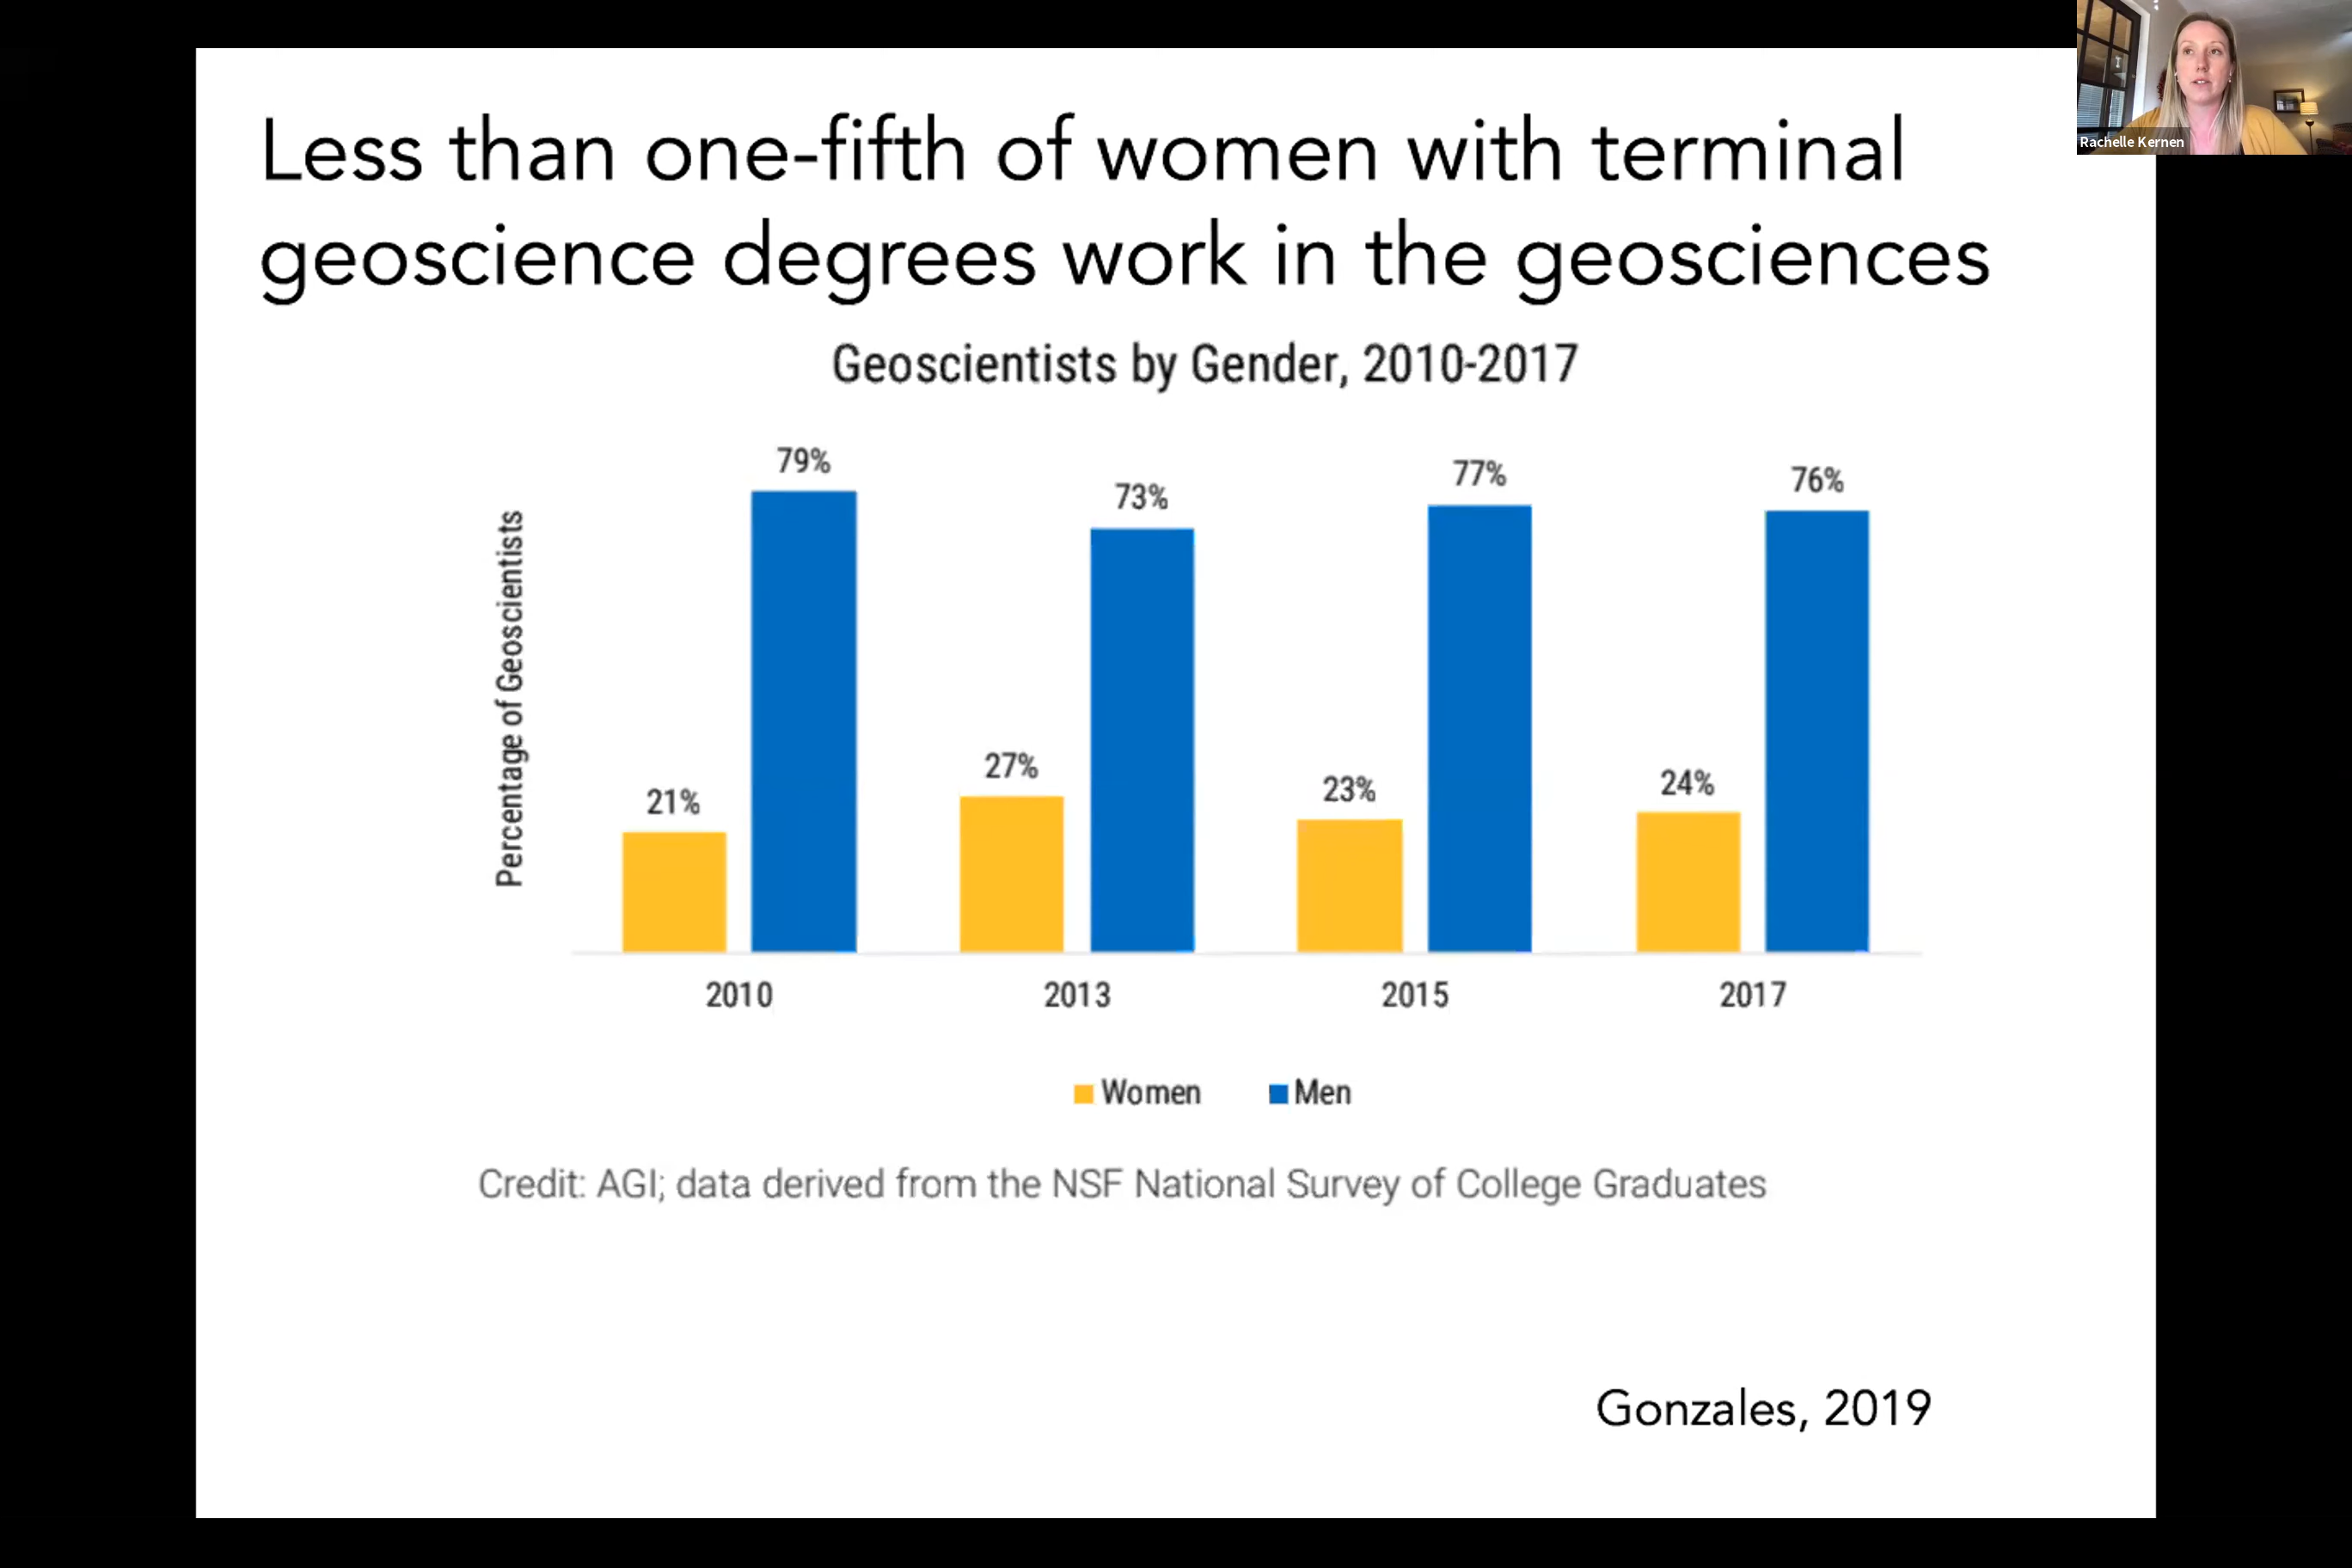 Less than one-fifth of women with terminal
geoscience degrees work in the geosciences
Rachelle Kernen
Geoscientists by Gender, 2010-2017
Percentage of Geoscientists
79%
73%
77%
76%
21%
27%
23%
24%
2010
2013
2015
2017
Women
Men
Credit: AGI; data derived from the NSF National Survey of College Graduates
Gonzales, 2019